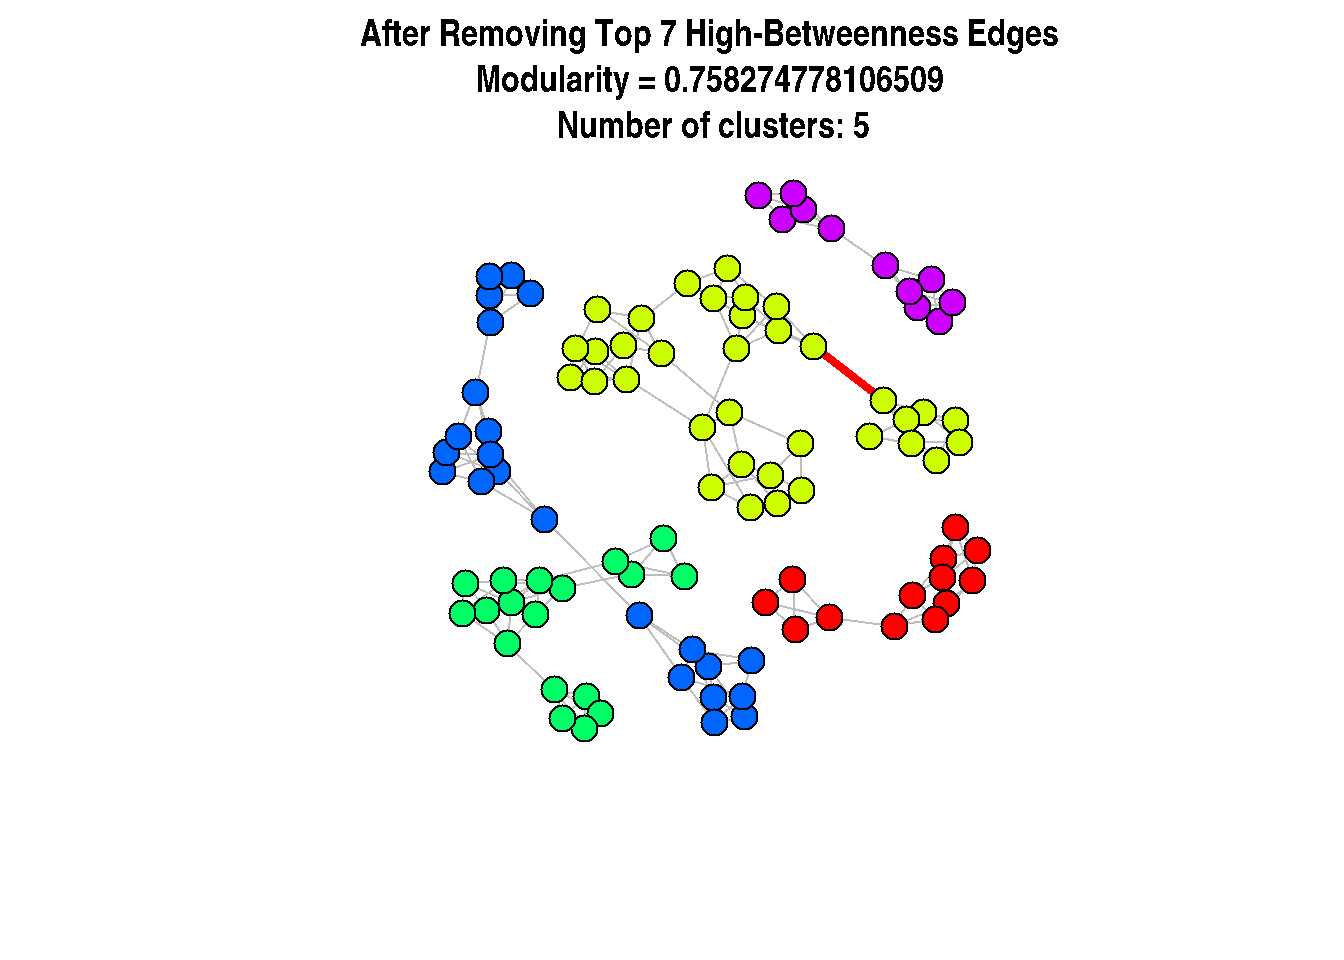 After Removing Top 7 High-Betweenness Edges
Modularity = 0.758274778106509
Number of clusters: 5